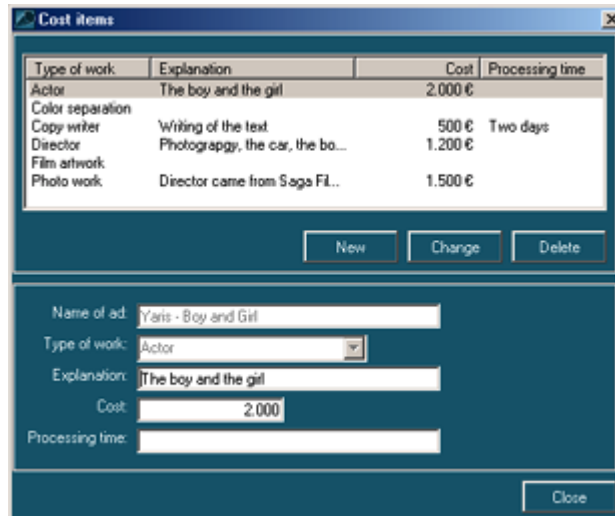 Cost items
Type of work Explanation Cost Processing time
Actor The boy and the girl 2.000 €
Color separation
Copy writer Writing of the text 500 € Two days
Director Photograpgy, the car, the bo... 1.200 €
Film artwork
Photo work Director came from Saga Fil... 1.500 €
New Change Delete
Name of ad: Yaris - Boy and Girl
Type of work: Actor
Explanation: The boy and the girl
Cost: 2.000
Processing time:
Close